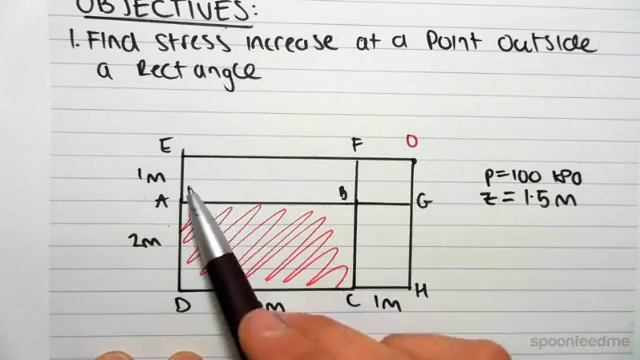 OBJECTIVES:
1. Find stress increase at a point outside
a Rectangle
E F O
1m
A B G
2m
D C 1m H
p=100 kPa
z=1.5m
spoonfeedme